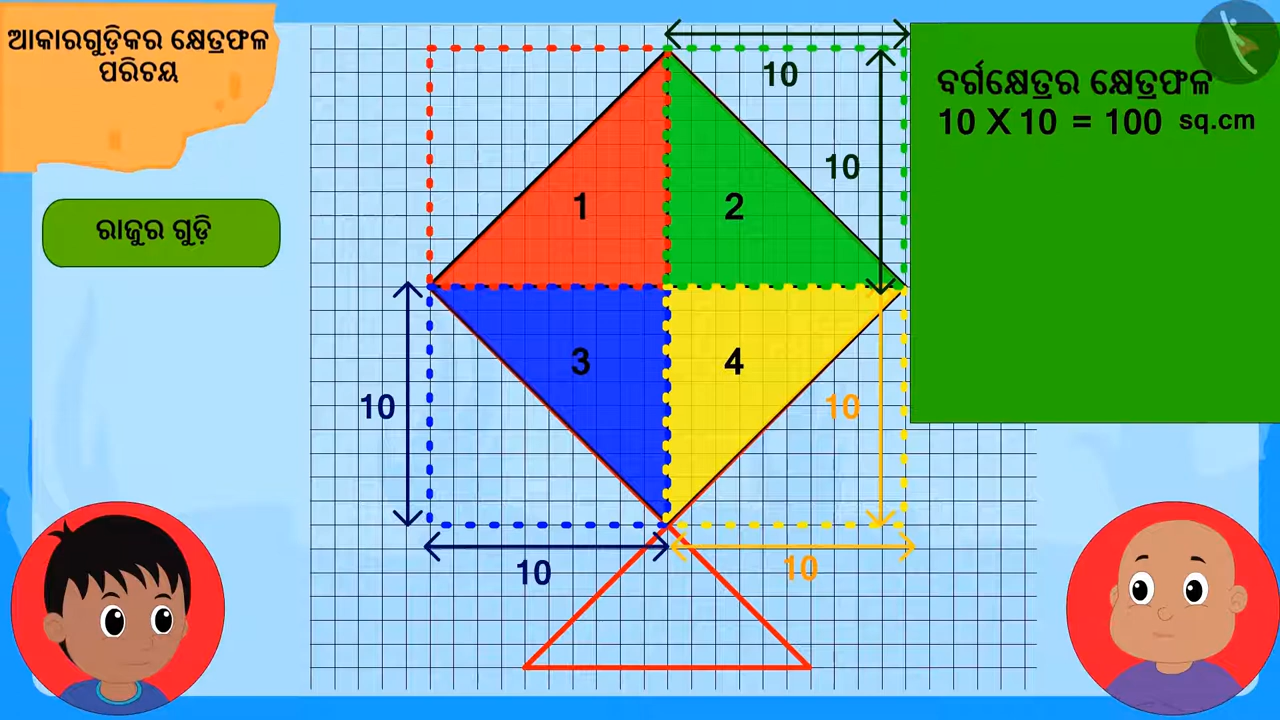 ଆକାରଗୁଡ଼ିକର କ୍ଷେତ୍ରଫଳ
ପରିଚୟ
ରାଜୁର ଗୁଡ଼ି
10
10
1
2
3
4
10
10
10
10
ବର୍ଗକ୍ଷେତ୍ରର କ୍ଷେତ୍ରଫଳ
10 X 10 = 100 sq.cm